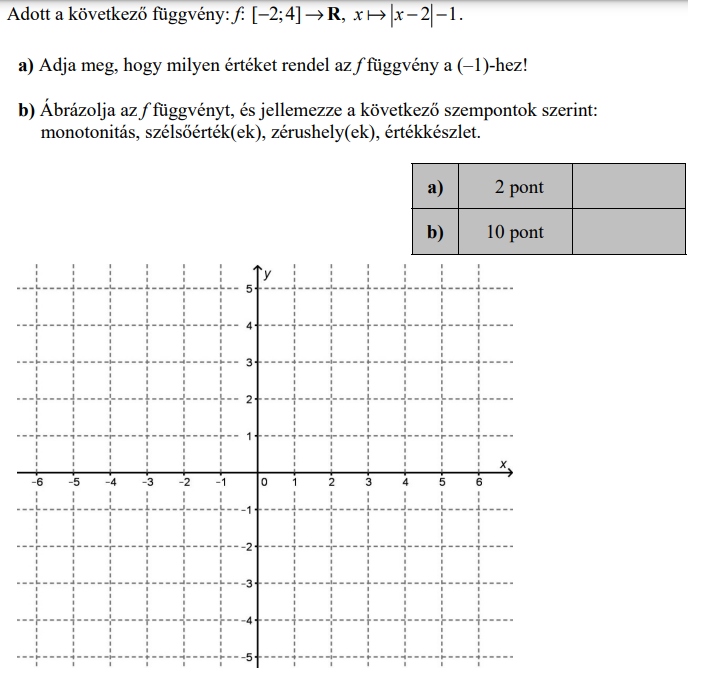 Adott a következő függvény: f: [–2; 4] → R, x ↦ |x – 2| – 1.
a) Adja meg, hogy milyen értéket rendel az f függvény a (–1)-hez!
b) Ábrázolja az f függvényt, és jellemezze a következő szempontok szerint:
monotonitás, szélsőérték(ek), zérushely(ek), értékkészlet.
a) 2 pont
b) 10 pont
y
5
4
3
2
1
x
-6 -5 -4 -3 -2 -1 0 1 2 3 4 5 6
-1
-2
-3
-4
-5